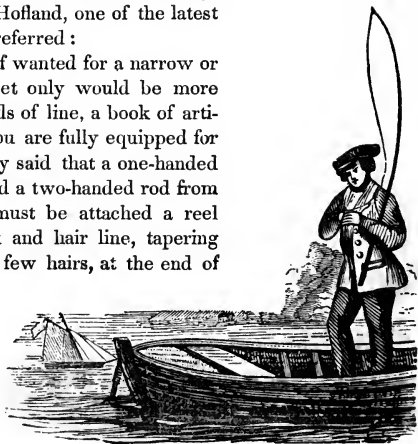 Hofland, one of the latest
referred :
f wanted for a narrow or
et only would be more
ls of line, a book of arti-
ou are fully equipped for
y said that a one-handed
d a two-handed rod from
must be attached a reel
and hair line, tapering
few hairs, at the end of